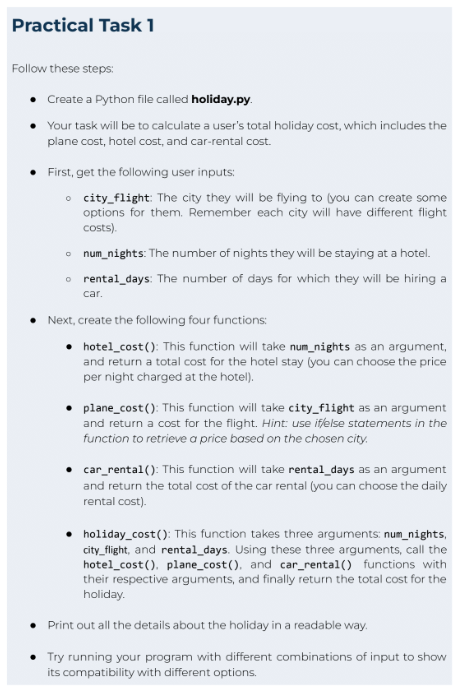 Practical Task 1
Follow these steps:
● Create a Python file called holiday.py.
● Your task will be to calculate a user's total holiday cost, which includes the
plane cost, hotel cost, and car-rental cost.
● First, get the following user inputs:
○ city_flight: The city they will be flying to (you can create some
options for them. Remember each city will have different flight
costs).
○ num_nights: The number of nights they will be staying at a hotel.
○ rental_days: The number of days for which they will be hiring a
car.
● Next, create the following four functions:
● hotel_cost(): This function will take num_nights as an argument,
and return a total cost for the hotel stay (you can choose the price
per night charged at the hotel).
● plane_cost(): This function will take city_flight as an argument
and return a cost for the flight. Hint: use if/else statements in the
function to retrieve a price based on the chosen city.
● car_rental(): This function will take rental_days as an argument
and return the total cost of the car rental (you can choose the daily
rental cost).
● holiday_cost(): This function takes three arguments: num_nights,
city_flight, and rental_days. Using these three arguments, call the
hotel_cost(), plane_cost(), and car_rental() functions with
their respective arguments, and finally return the total cost for the
holiday.
● Print out all the details about the holiday in a readable way.
● Try running your program with different combinations of input to show
its compatibility with different options.